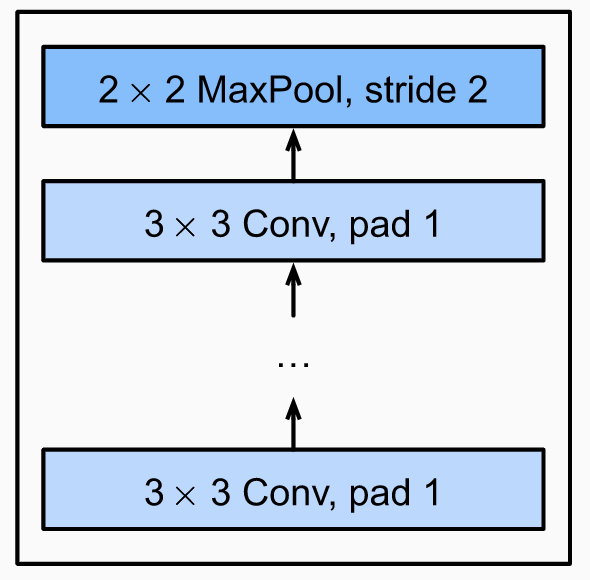 2 × 2 MaxPool, stride 2
3 × 3 Conv, pad 1
...
3 × 3 Conv, pad 1